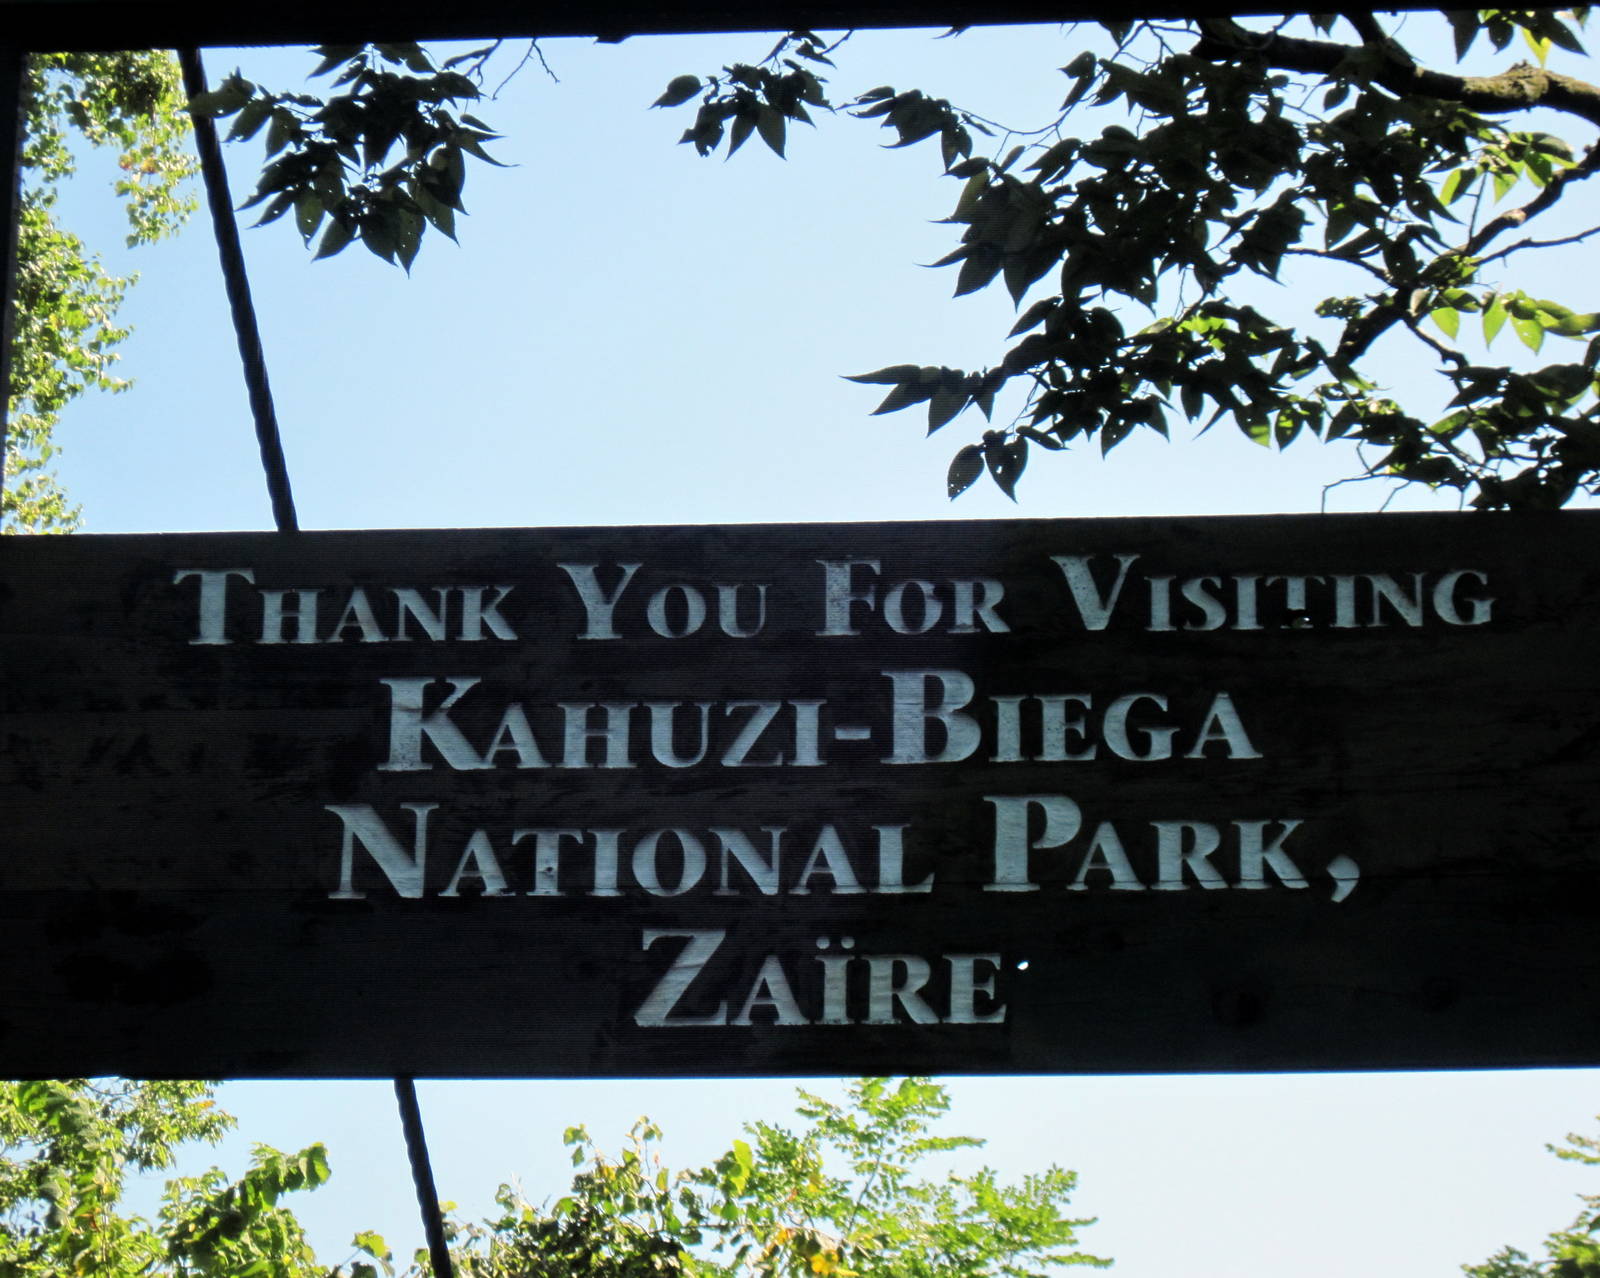 Thank You For Visiting
Kahuzi-Biega
National Park,
Zaïre